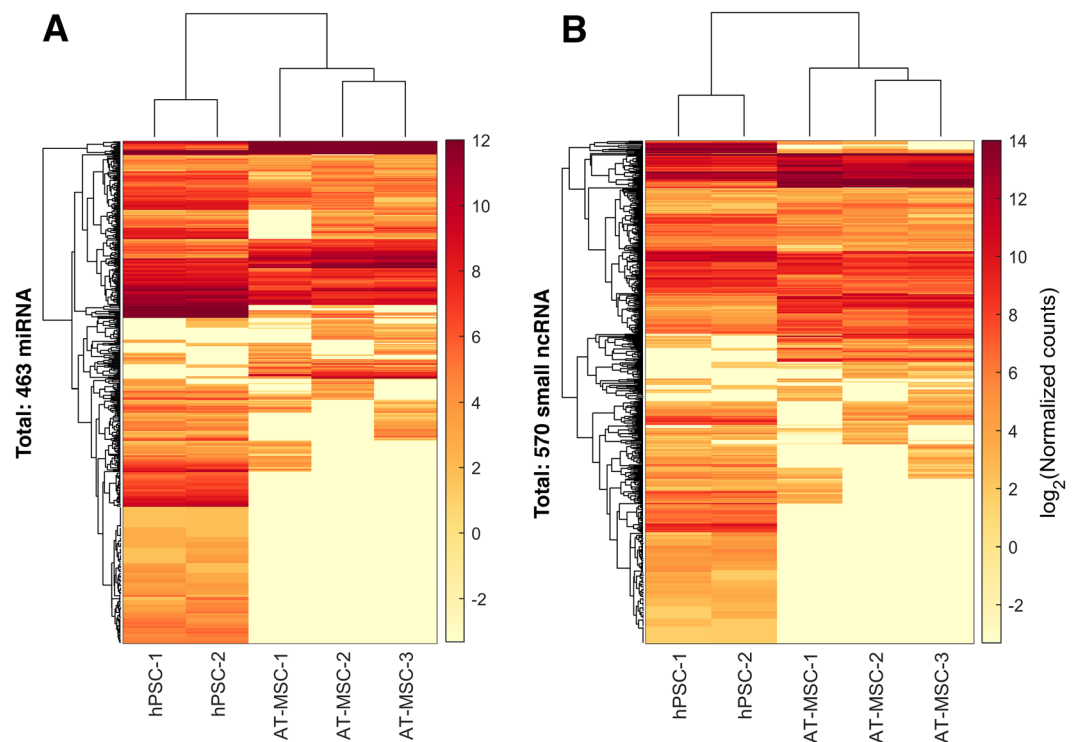 A
B
Total: 463 miRNA
12
10
8
6
4
2
0
-2
hPSC-1
hPSC-2
AT-MSC-1
AT-MSC-2
AT-MSC-3
Total: 570 small ncRNA
14
12
10
8
6
4
2
0
-2
log2(Normalized counts)
hPSC-1
hPSC-2
AT-MSC-1
AT-MSC-2
AT-MSC-3